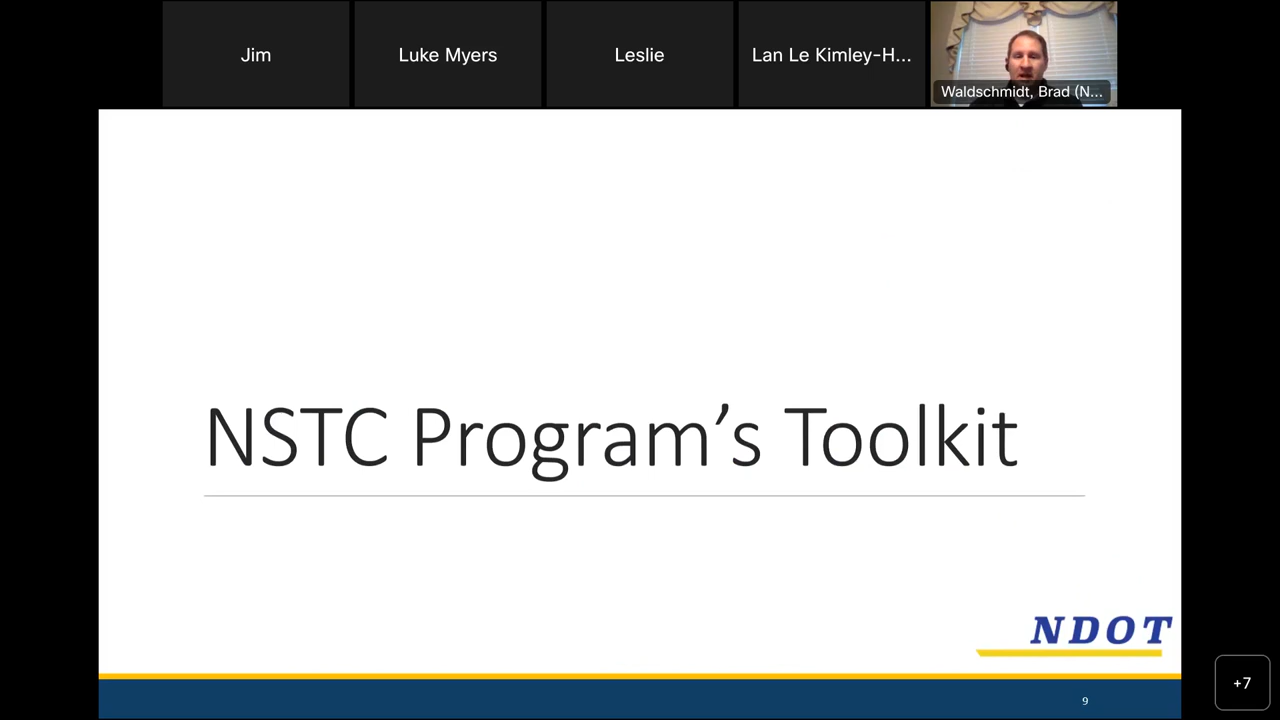 Jim
Luke Myers
Leslie
Lan Le Kimley-H...
Waldschmidt, Brad (N...
NSTC Program's Toolkit
NDOT
9
+7